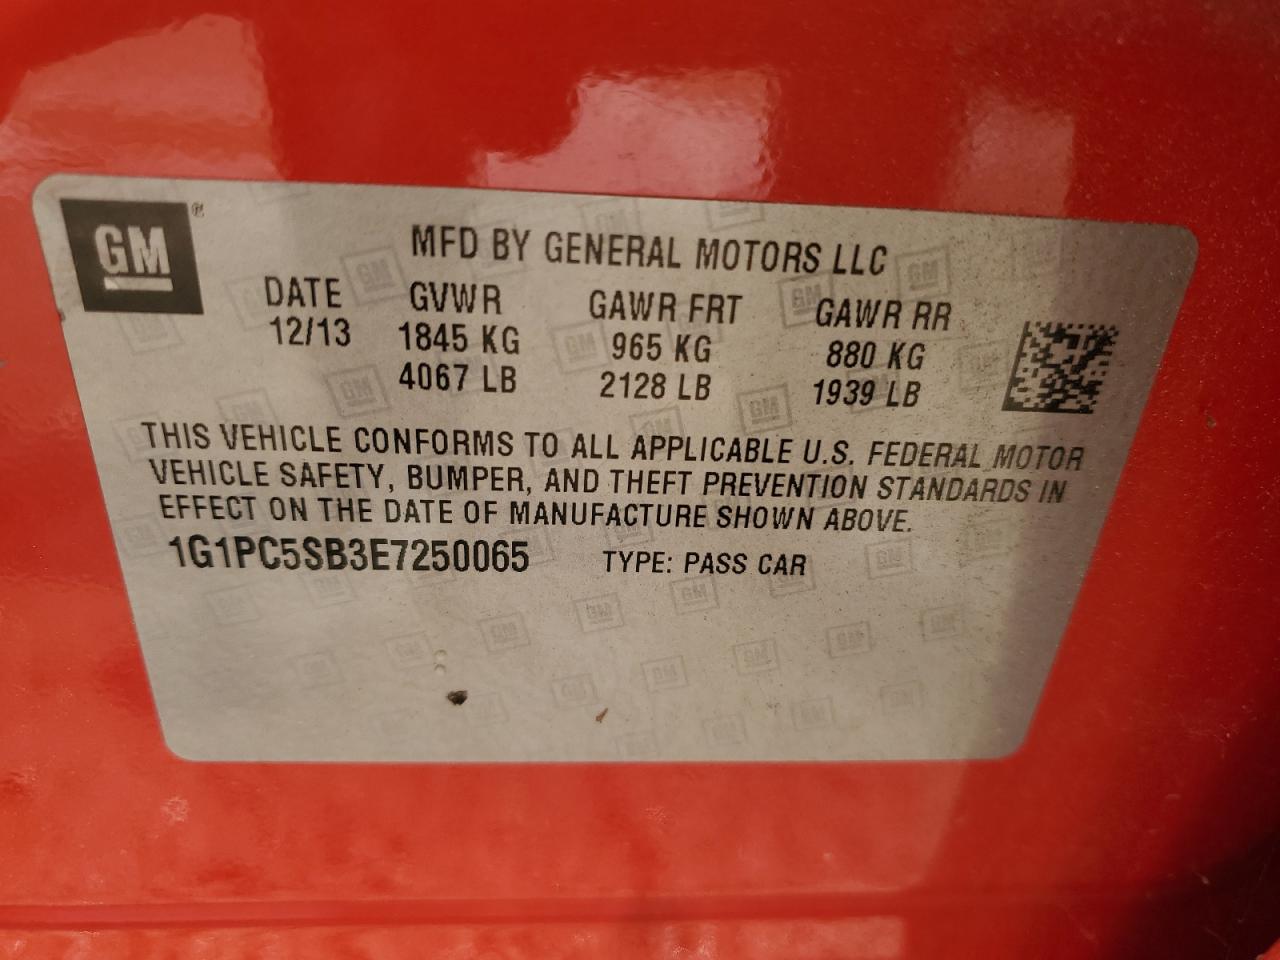 GM
MFD BY GENERAL MOTORS LLC
DATE GVWR GAWR FRT GAWR RR
12/13 1845 KG 965 KG 880 KG
4067 LB 2128 LB 1939 LB
THIS VEHICLE CONFORMS TO ALL APPLICABLE U.S. FEDERAL MOTOR
VEHICLE SAFETY, BUMPER, AND THEFT PREVENTION STANDARDS IN
EFFECT ON THE DATE OF MANUFACTURE SHOWN ABOVE.
1G1PC5SB3E7250065 TYPE: PASS CAR